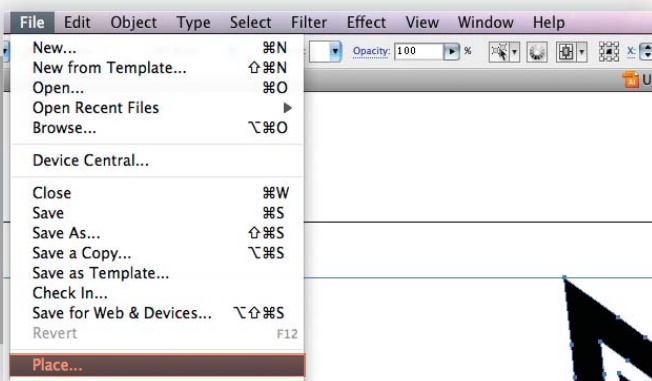 File Edit Object Type Select Filter Effect View Window Help
Opacity: 100 % X:
U
New... ⌘N
New from Template... ⇧⌘N
Open... ⌘O
Open Recent Files ▶
Browse... ⌥⌘O
Device Central...
Close ⌘W
Save ⌘S
Save As... ⇧⌘S
Save a Copy... ⌥⌘S
Save as Template...
Check In...
Save for Web & Devices... ⌥⇧⌘S
Revert F12
Place...